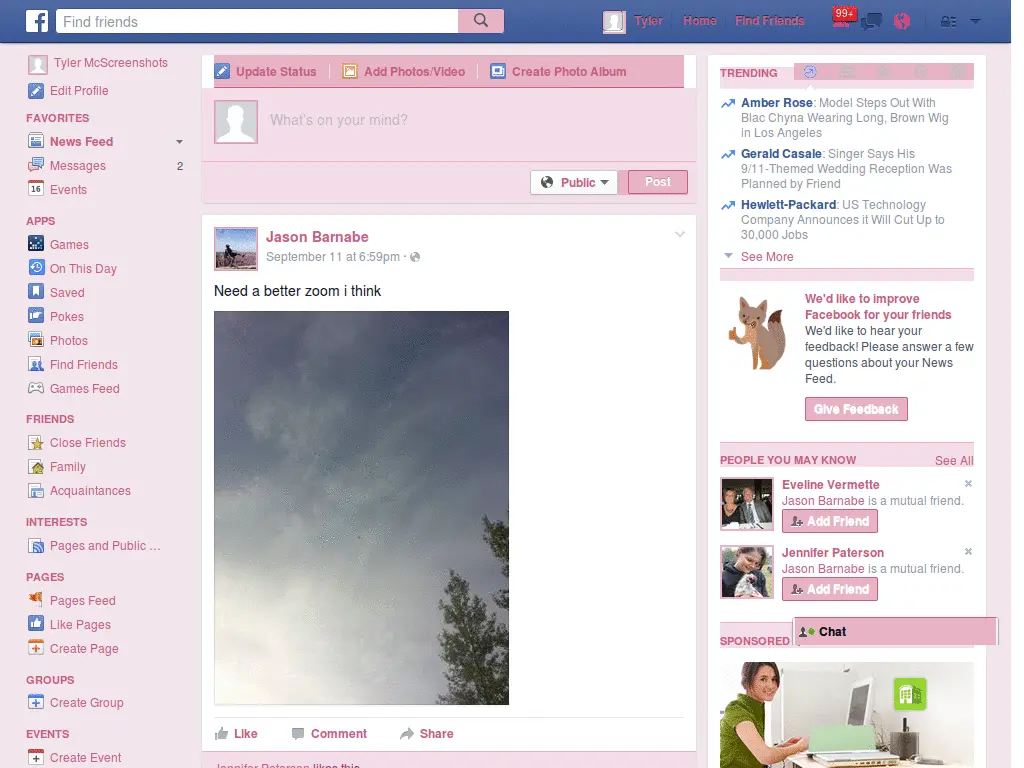 Find friends
Tyler
Home
Find Friends
99+
Tyler McScreenshots
Edit Profile
FAVORITES
News Feed
Messages
2
16
Events
APPS
Games
On This Day
Saved
Pokes
Photos
Find Friends
Games Feed
FRIENDS
Close Friends
Family
Acquaintances
INTERESTS
Pages and Public ...
PAGES
Pages Feed
Like Pages
Create Page
GROUPS
Create Group
EVENTS
Create Event
Update Status
Add Photos/Video
Create Photo Album
What's on your mind?
Public
Post
Jason Barnabe
September 11 at 6:59pm ·
Need a better zoom i think
Like
Comment
Share
Jennifer Paterson likes this.
TRENDING
Amber Rose: Model Steps Out With
Blac Chyna Wearing Long, Brown Wig
in Los Angeles
Gerald Casale: Singer Says His
9/11-Themed Wedding Reception Was
Planned by Friend
Hewlett-Packard: US Technology
Company Announces it Will Cut Up to
30,000 Jobs
See More
We'd like to improve
Facebook for your friends
We'd like to hear your
feedback! Please answer a few
questions about your News
Feed.
Give Feedback
PEOPLE YOU MAY KNOW
See All
Eveline Vermette
Jason Barnabe is a mutual friend.
Add Friend
Jennifer Paterson
Jason Barnabe is a mutual friend.
Add Friend
SPONSORED
Chat